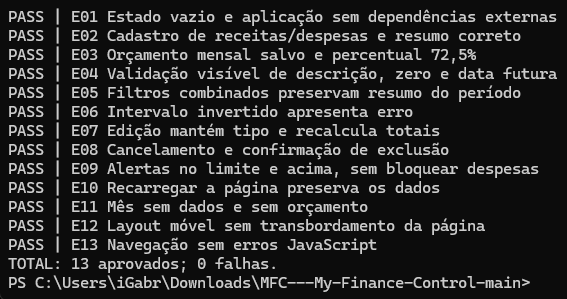 PASS | E01 Estado vazio e aplicação sem dependências externas
PASS | E02 Cadastro de receitas/despesas e resumo correto
PASS | E03 Orçamento mensal salvo e percentual 72,5%
PASS | E04 Validação visível de descrição, zero e data futura
PASS | E05 Filtros combinados preservam resumo do período
PASS | E06 Intervalo invertido apresenta erro
PASS | E07 Edição mantém tipo e recalcula totais
PASS | E08 Cancelamento e confirmação de exclusão
PASS | E09 Alertas no limite e acima, sem bloquear despesas
PASS | E10 Recarregar a página preserva os dados
PASS | E11 Mês sem dados e sem orçamento
PASS | E12 Layout móvel sem transbordamento da página
PASS | E13 Navegação sem erros JavaScript
TOTAL: 13 aprovados; 0 falhas.
PS C:\Users\iGabr\Downloads\MFC---My-Finance-Control-main>